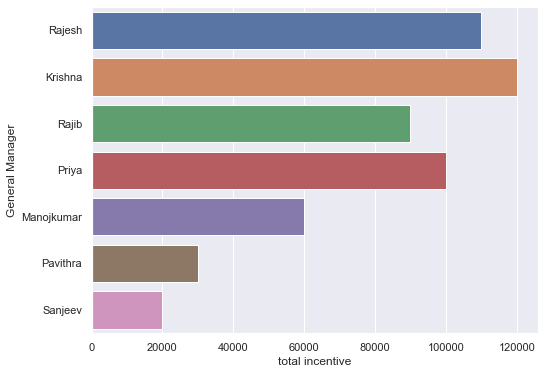 Rajesh
Krishna
Rajib
Priya
Manojkumar
Pavithra
Sanjeev
General Manager
0 20000 40000 60000 80000 100000 120000
total incentive